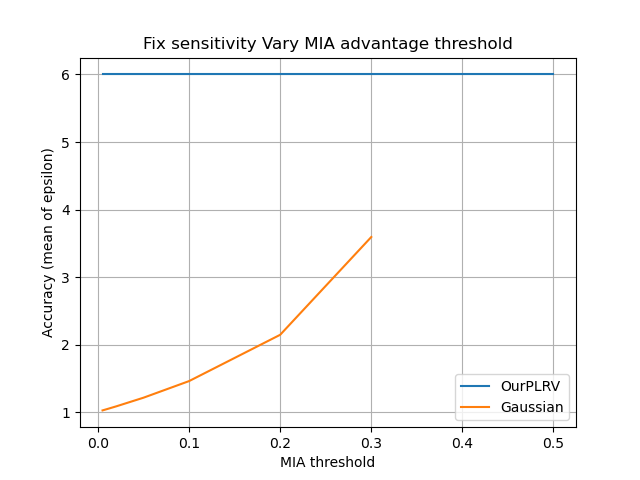 Fix sensitivity Vary MIA advantage threshold
Accuracy (mean of epsilon)
6
5
4
3
2
1
0.0 0.1 0.2 0.3 0.4 0.5
MIA threshold
OurPLRV
Gaussian